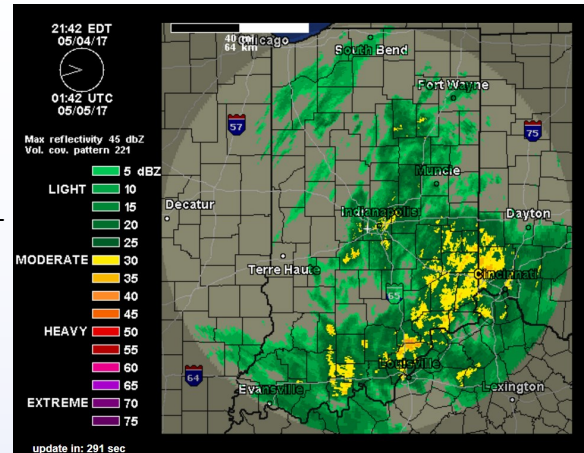 21:42 EDT
05/04/17
01:42 UTC
05/05/17
Max reflectivity 45 dBZ
Vol. cov. pattern 221
5 dBZ
LIGHT 10
15
20
25
MODERATE 30
35
40
45
HEAVY 50
55
60
65
EXTREME 70
75
update in: 291 sec
40 mi
64 km
Chicago
South Bend
Fort Wayne
57
75
Muncie
Decatur
Indianapolis
Dayton
Terre Haute
Cincinnati
65
Louisville
64
Evansville
Lexington